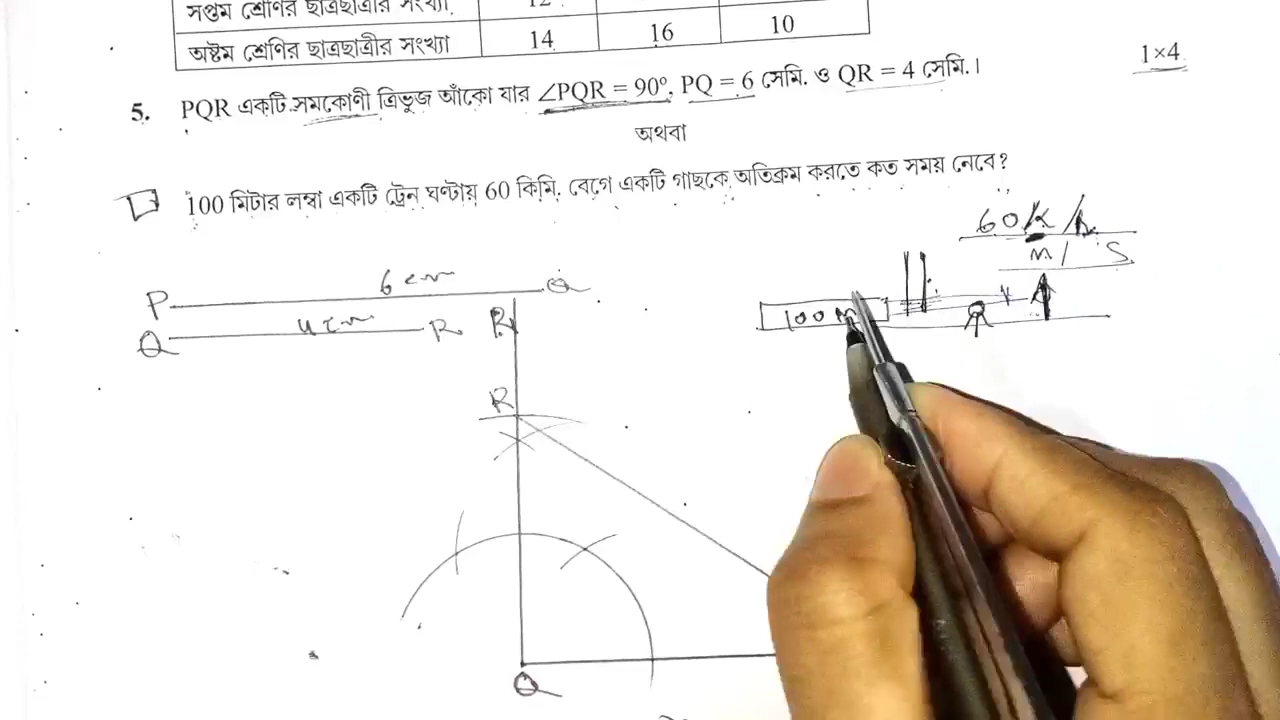 সপ্তম শ্রেণির ছাত্রছাত্রীর সংখ্যা 12
অষ্টম শ্রেণির ছাত্রছাত্রীর সংখ্যা 14 16 10
1×4
5. PQR একটি সমকোণী ত্রিভুজ আঁকো যার ∠PQR = 90°, PQ = 6 সেমি. ও QR = 4 সেমি.।
অথবা
100 মিটার লম্বা একটি ট্রেন ঘণ্টায় 60 কিমি. বেগে একটি গাছকে অতিক্রম করতে কত সময় নেবে?
60 K/h
m/s
P 6 cm Q
Q 4 cm R
100 m
R
R
Q